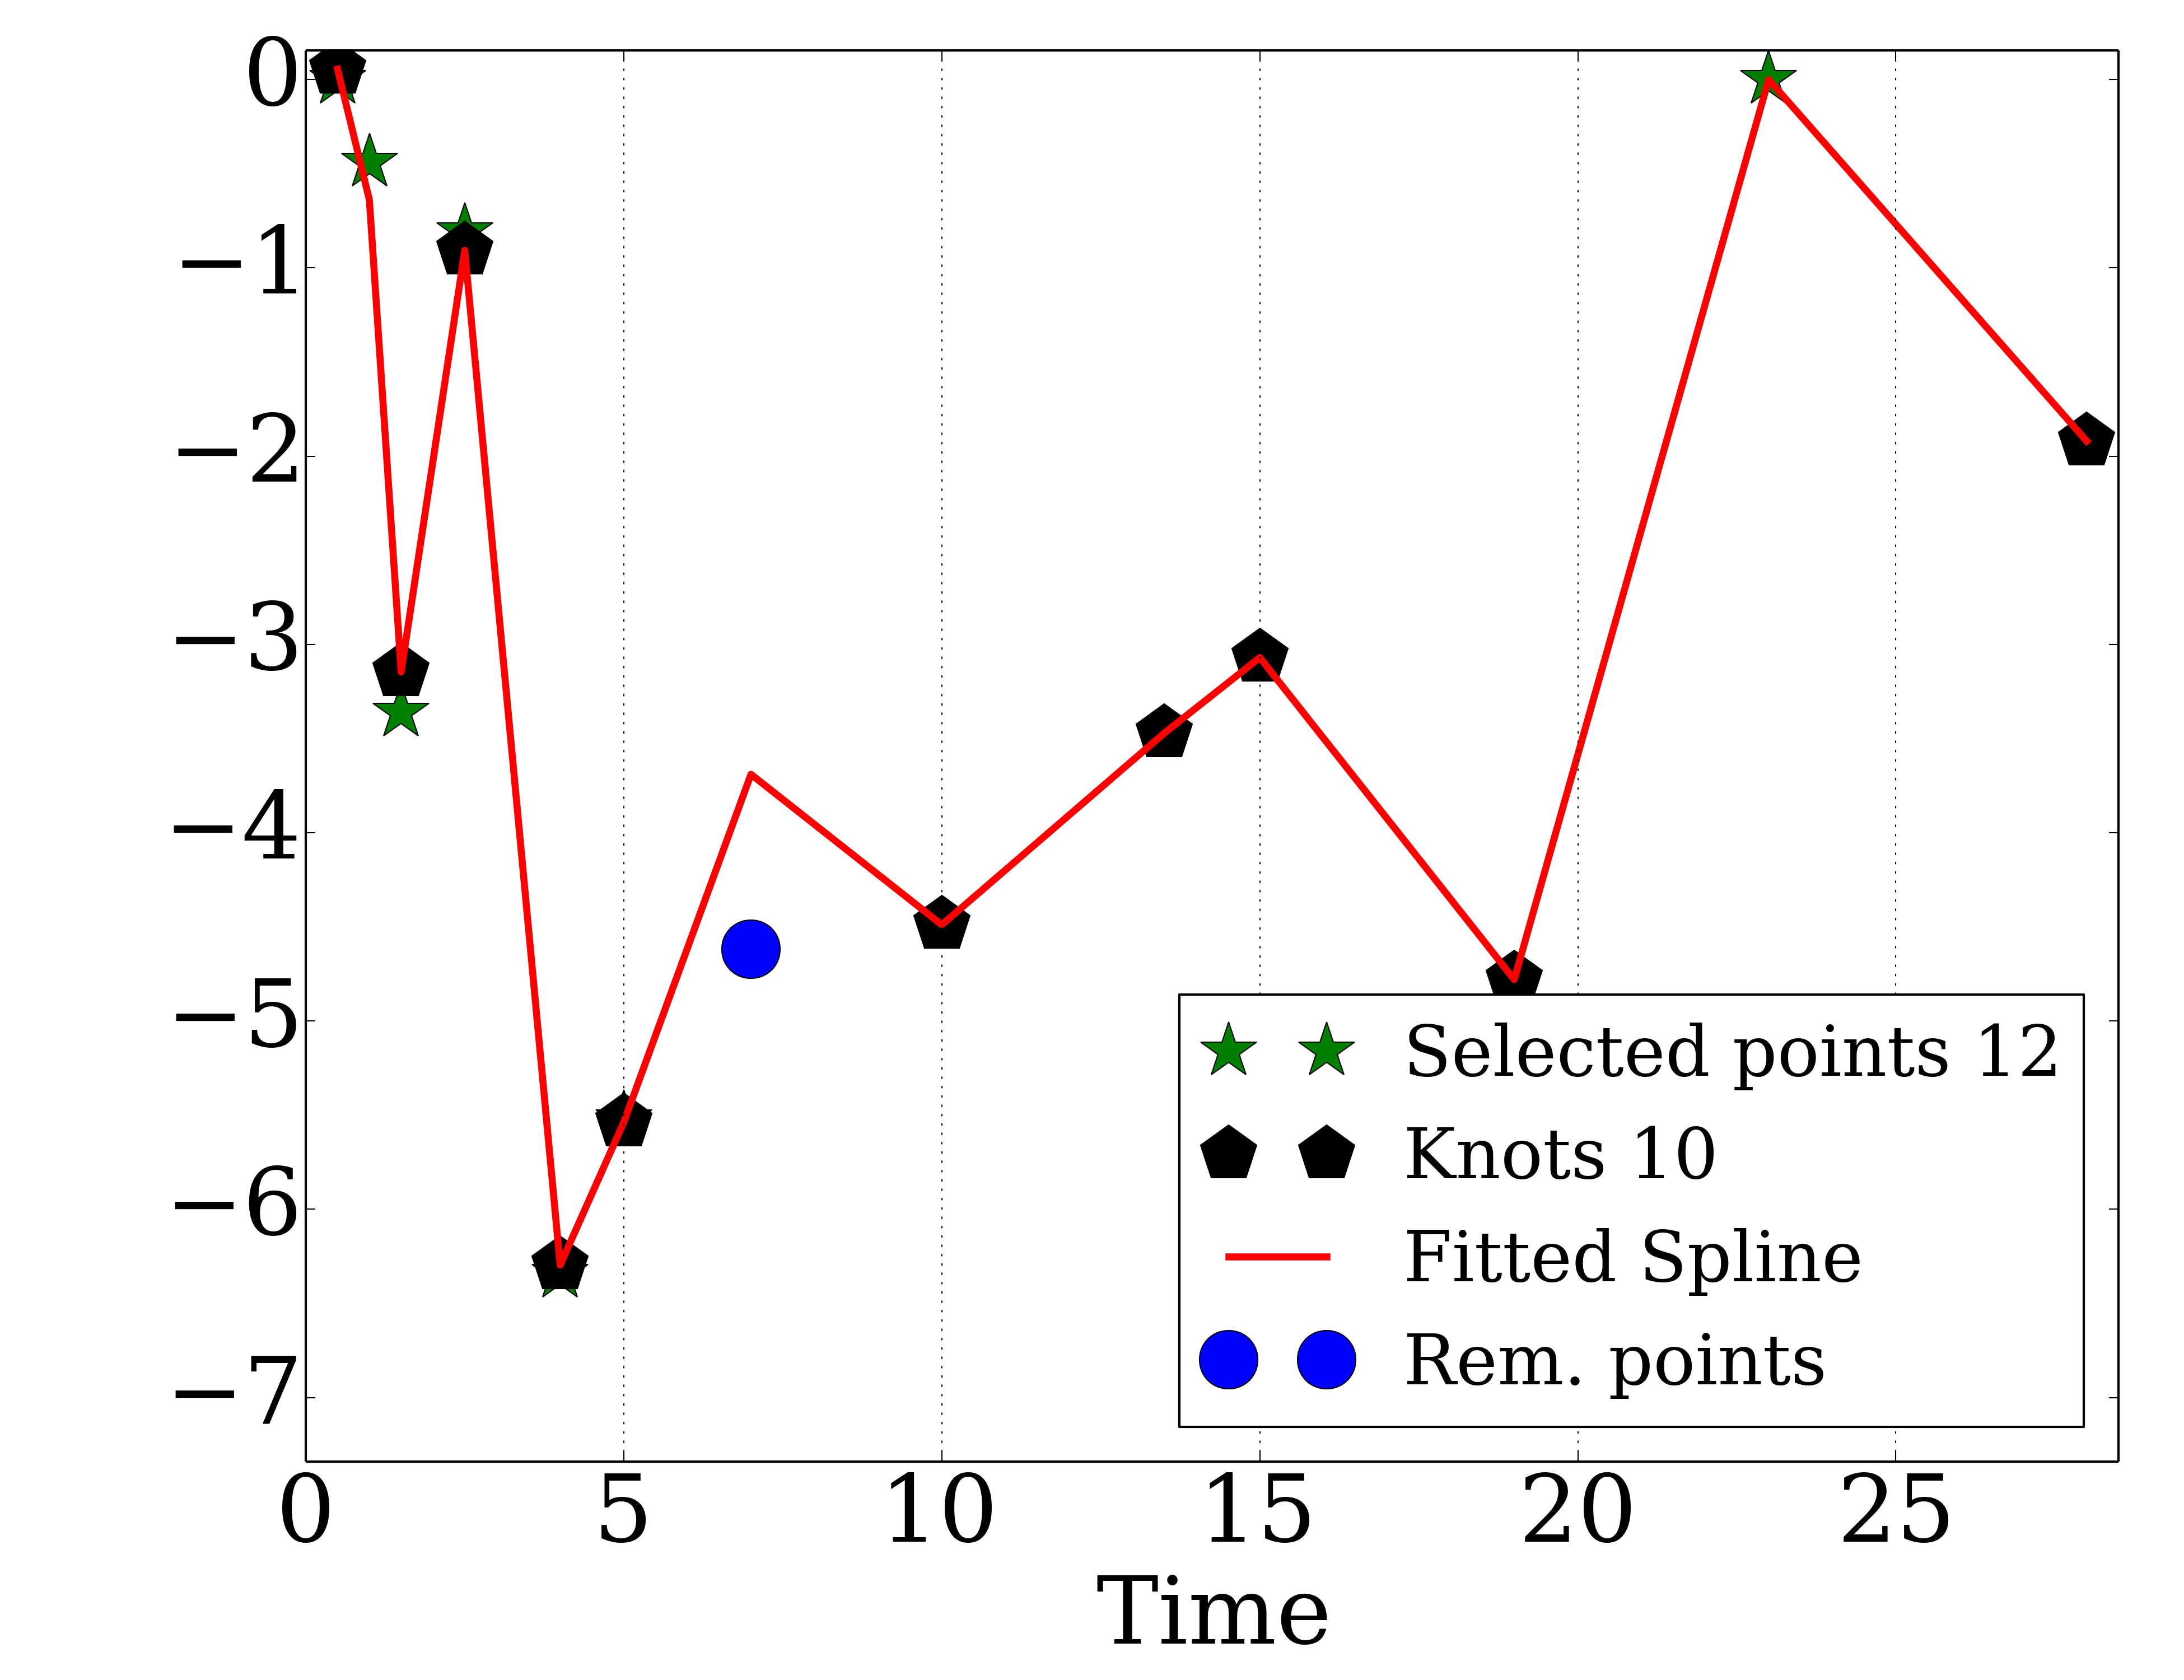 0
−1
−2
−3
−4
−5
−6
−7
Selected points 12
Knots 10
Fitted Spline
Rem. points
0 5 10 15 20 25
Time